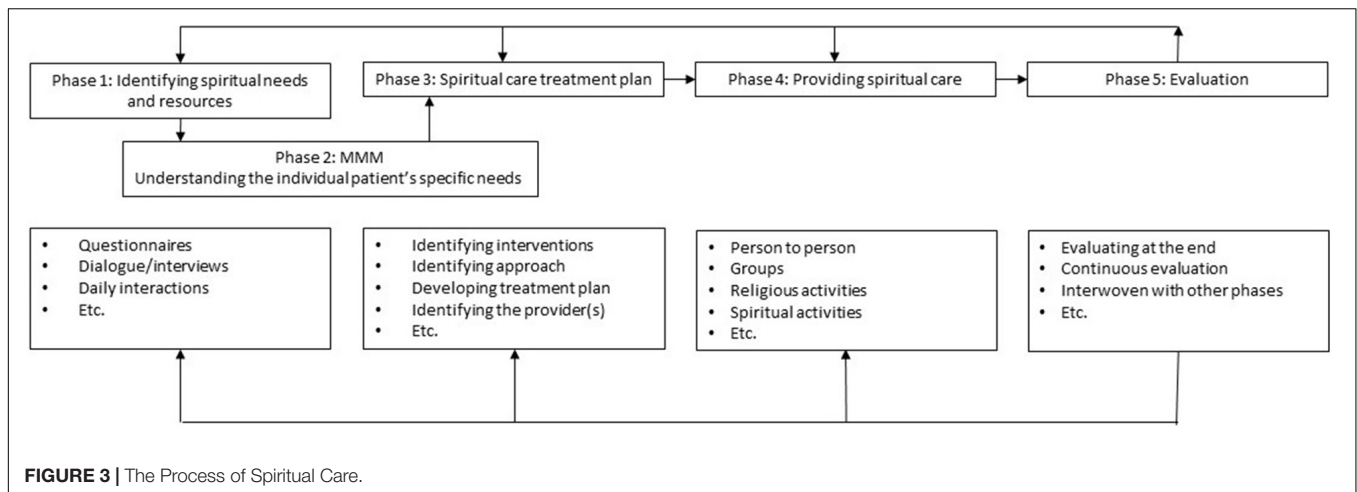 Phase 1: Identifying spiritual needs
and resources
Phase 3: Spiritual care treatment plan
Phase 4: Providing spiritual care
Phase 5: Evaluation
Phase 2: MMM
Understanding the individual patient's specific needs
• Questionnaires
• Dialogue/interviews
• Daily interactions
• Etc.
• Identifying interventions
• Identifying approach
• Developing treatment plan
• Identifying the provider(s)
• Etc.
• Person to person
• Groups
• Religious activities
• Spiritual activities
• Etc.
• Evaluating at the end
• Continuous evaluation
• Interwoven with other phases
• Etc.
FIGURE 3 | The Process of Spiritual Care.